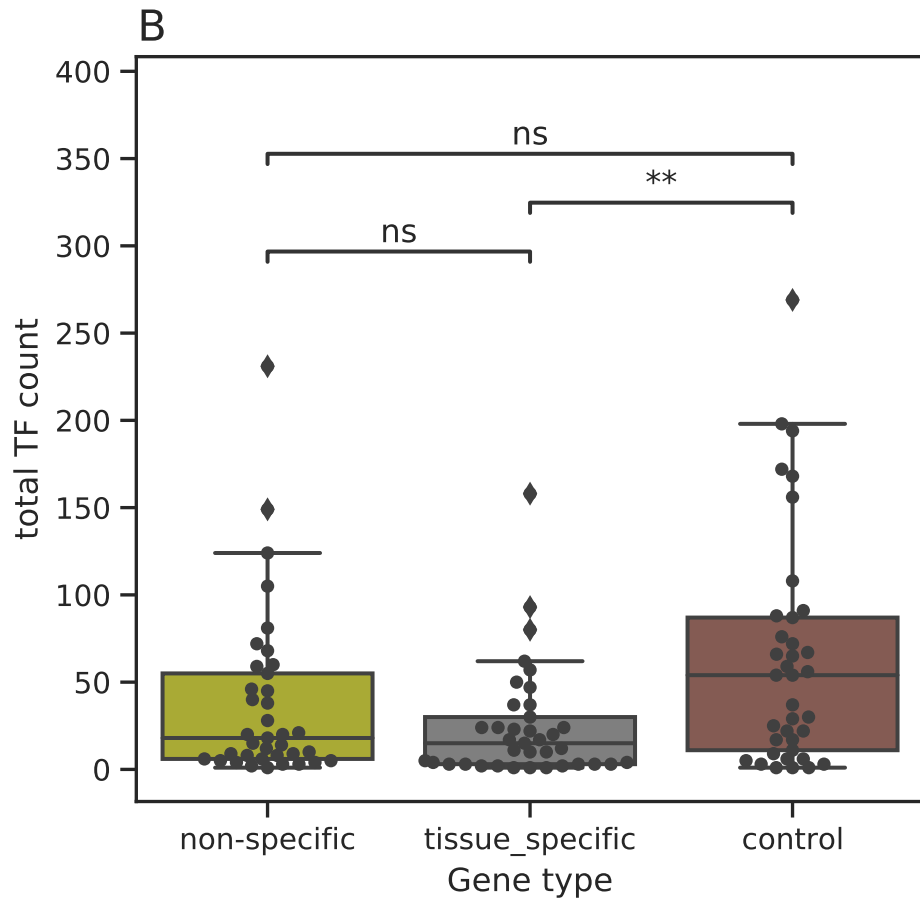 B
400
350
300
250
200
150
100
50
0
total TF count
ns
**
ns
non-specific
tissue_specific
control
Gene type